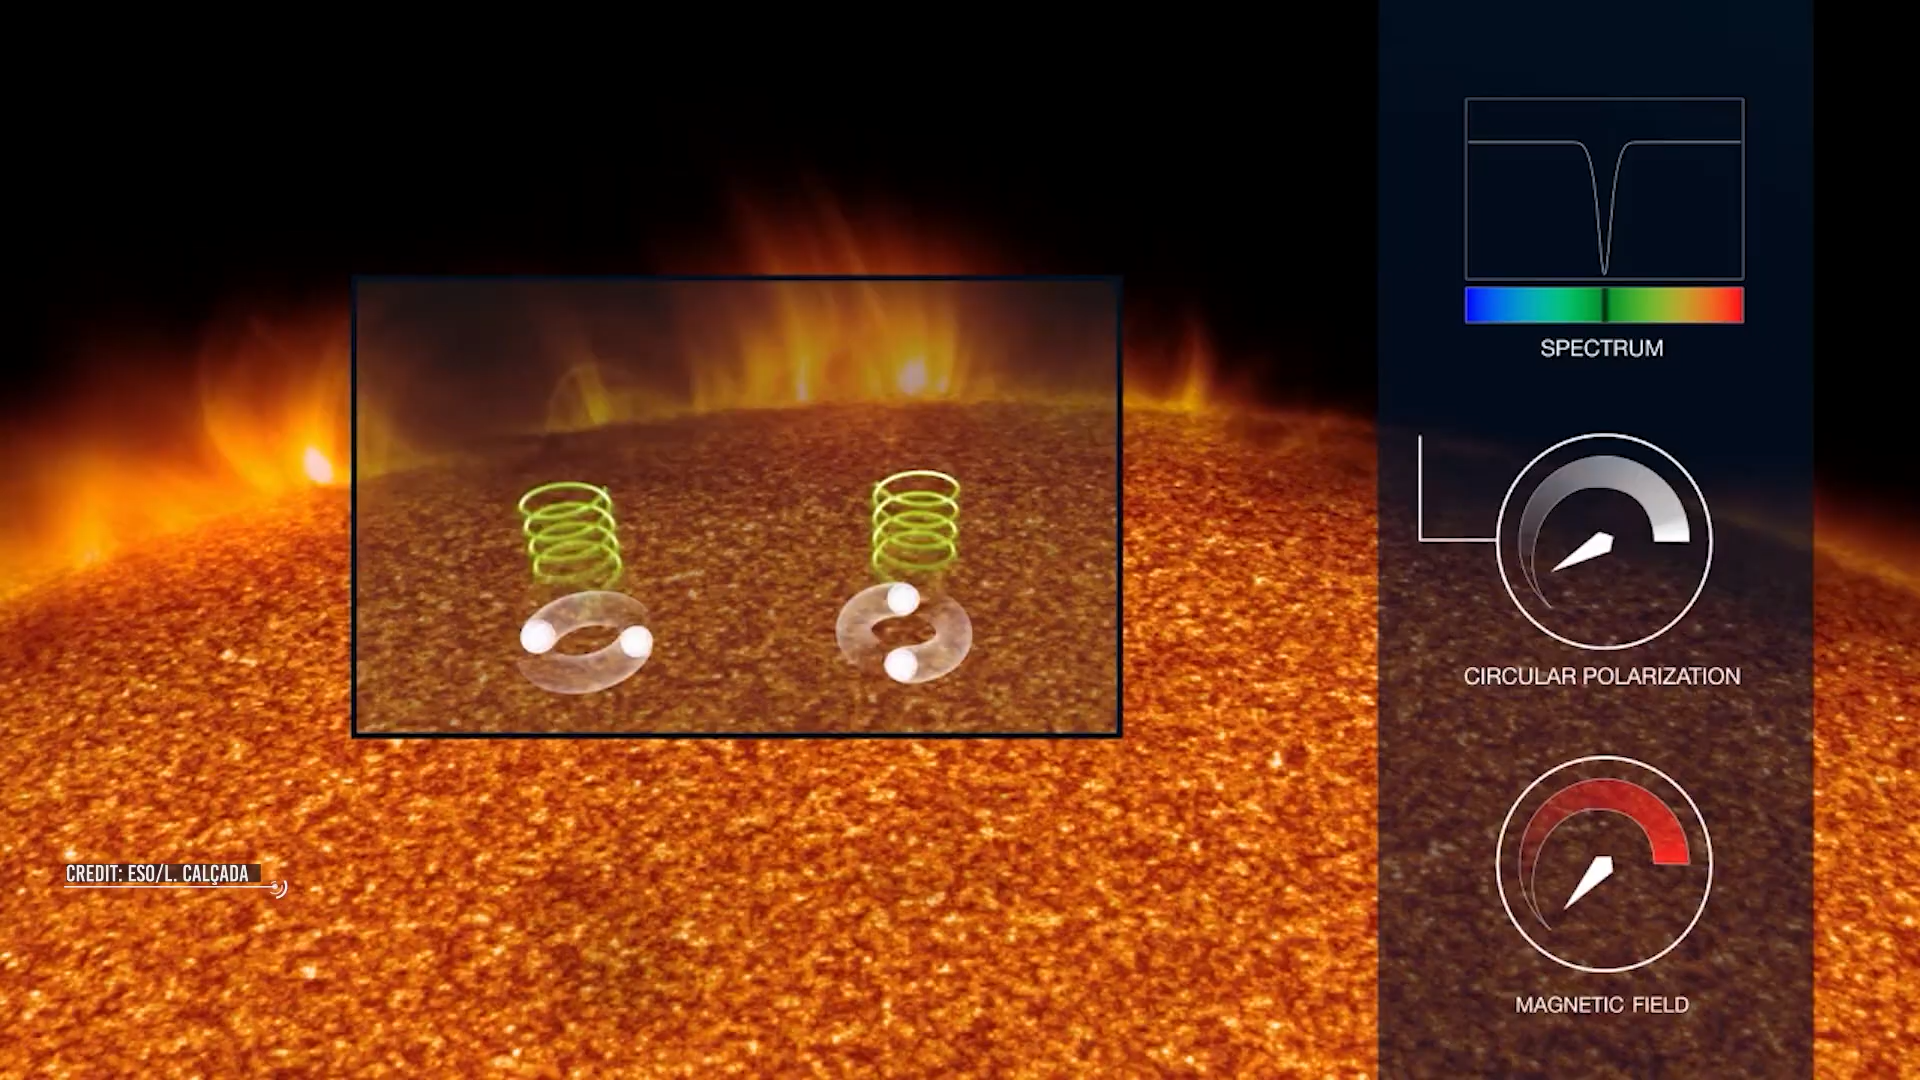 SPECTRUM
CIRCULAR POLARIZATION
MAGNETIC FIELD
CREDIT: ESO/L. CALÇADA